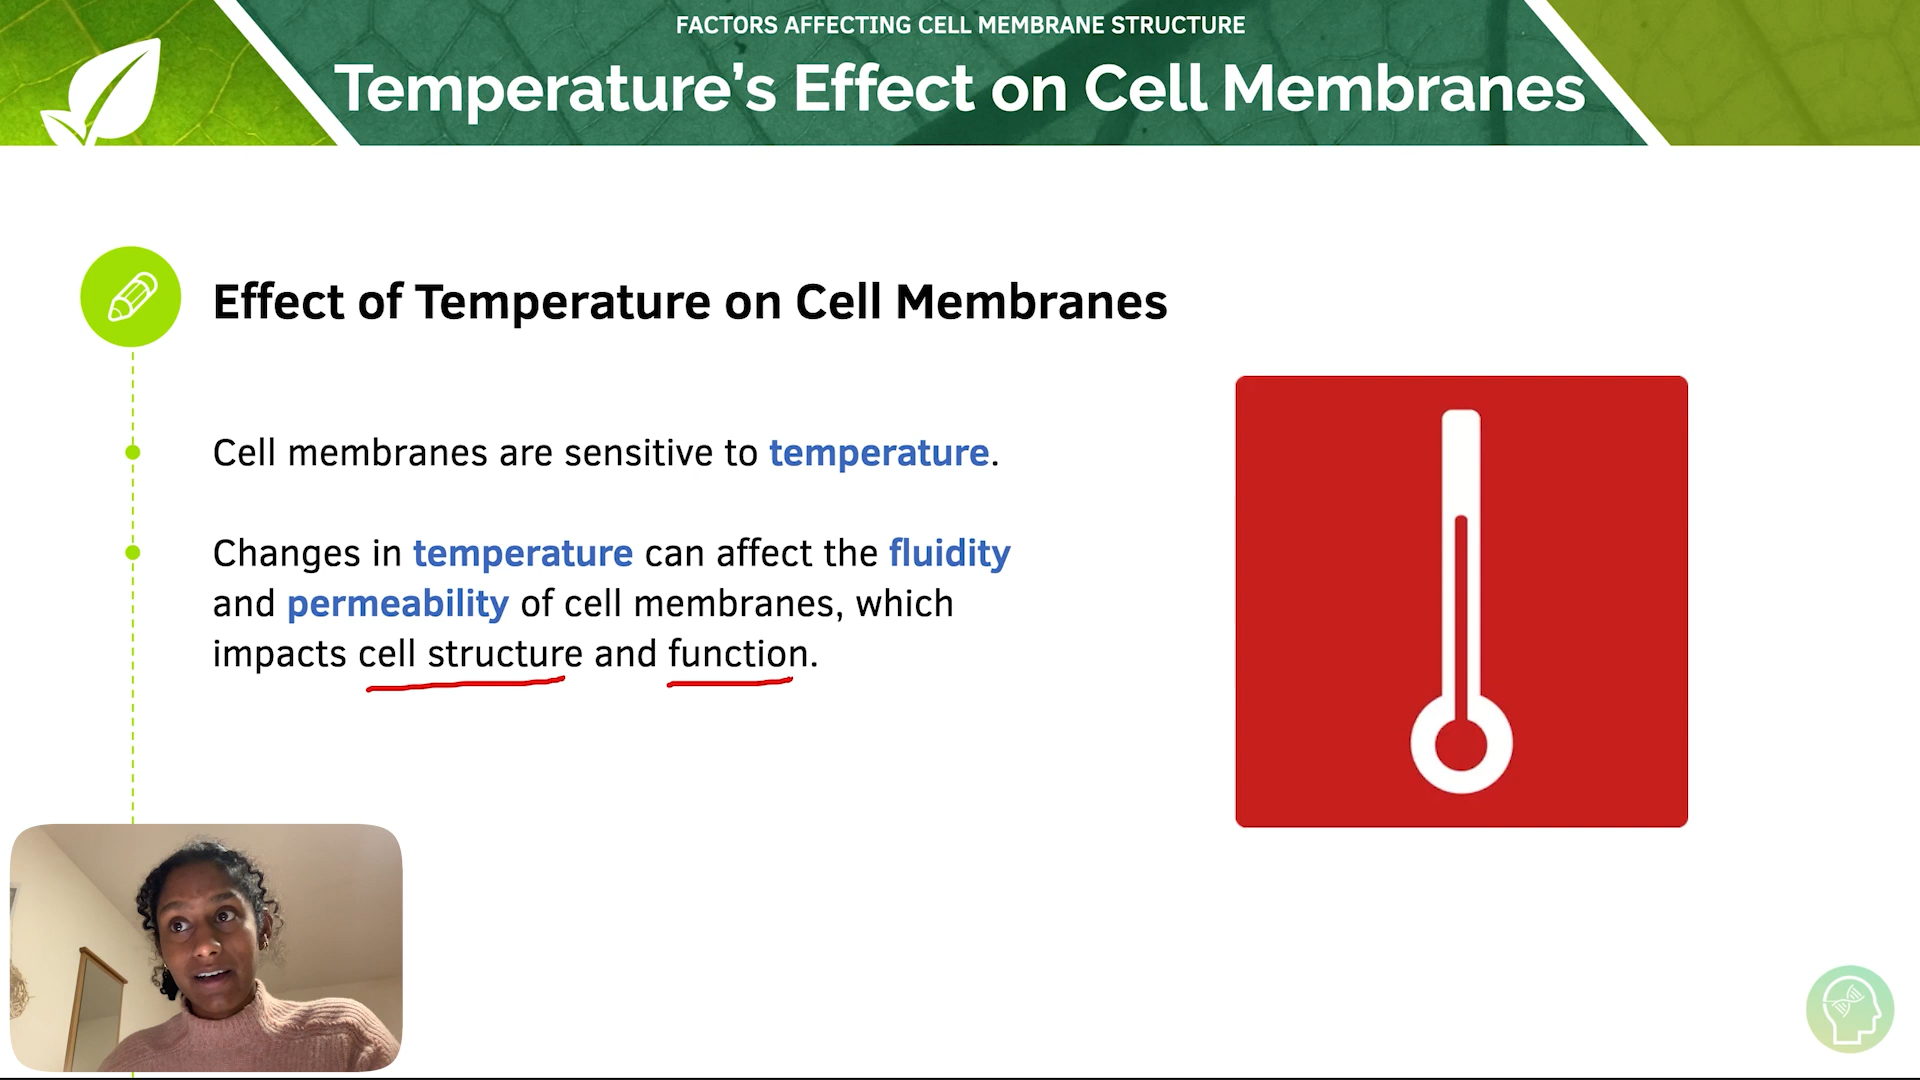 FACTORS AFFECTING CELL MEMBRANE STRUCTURE
Temperature’s Effect on Cell Membranes
Effect of Temperature on Cell Membranes
Cell membranes are sensitive to temperature.
Changes in temperature can affect the fluidity
and permeability of cell membranes, which
impacts cell structure and function.